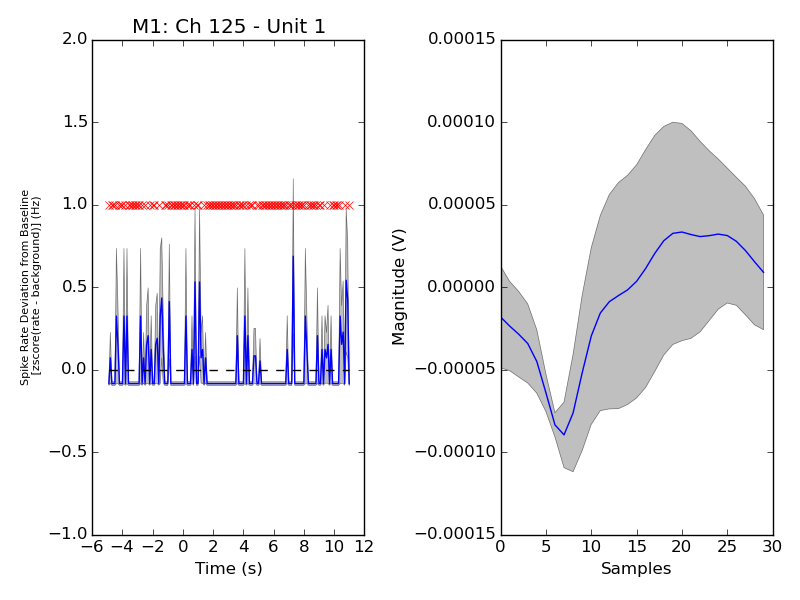 M1: Ch 125 - Unit 1
2.0
1.5
1.0
0.5
0.0
−0.5
−1.0
−6 −4 −2 0 2 4 6 8 10 12
Time (s)
Spike Rate Deviation from Baseline
[zscore(rate - background)] (Hz)
0.00015
0.00010
0.00005
0.00000
−0.00005
−0.00010
−0.00015
0 5 10 15 20 25 30
Samples
Magnitude (V)